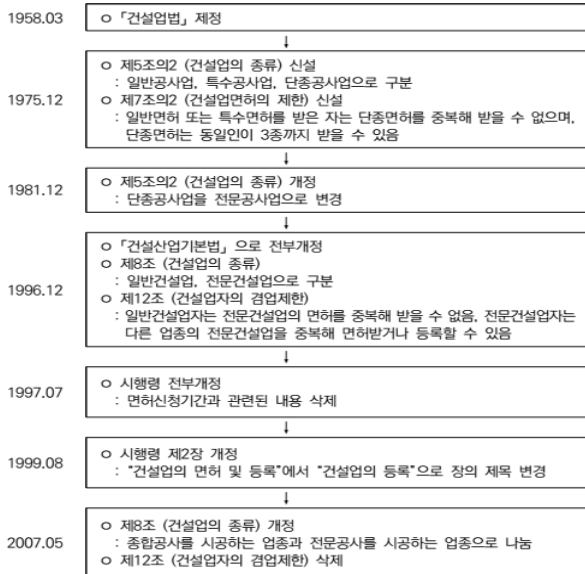 1958.03
ㅇ 「건설업법」 제정
↓
1975.12
ㅇ 제5조의2 (건설업의 종류) 신설
: 일반공사업, 특수공사업, 단종공사업으로 구분
ㅇ 제7조의2 (건설업면허의 제한) 신설
: 일반면허 또는 특수면허를 받은 자는 단종면허를 중복해 받을 수 없으며,
단종면허는 동일인이 3종까지 받을 수 있음
↓
1981.12
ㅇ 제5조의2 (건설업의 종류) 개정
: 단종공사업을 전문공사업으로 변경
↓
1996.12
ㅇ 「건설산업기본법」 으로 전부개정
ㅇ 제8조 (건설업의 종류)
: 일반건설업, 전문건설업으로 구분
ㅇ 제12조 (건설업자의 겸업제한)
: 일반건설업자는 전문건설업의 면허를 중복해 받을 수 없음, 전문건설업자는
다른 업종의 전문건설업을 중복해 면허받거나 등록할 수 있음
↓
1997.07
ㅇ 시행령 전부개정
: 면허신청기간과 관련된 내용 삭제
↓
1999.08
ㅇ 시행령 제2장 개정
: "건설업의 면허 및 등록"에서 "건설업의 등록"으로 장의 제목 변경
↓
2007.05
ㅇ 제8조 (건설업의 종류) 개정
: 종합공사를 시공하는 업종과 전문공사를 시공하는 업종으로 나눔
ㅇ 제12조 (건설업자의 겸업제한) 삭제